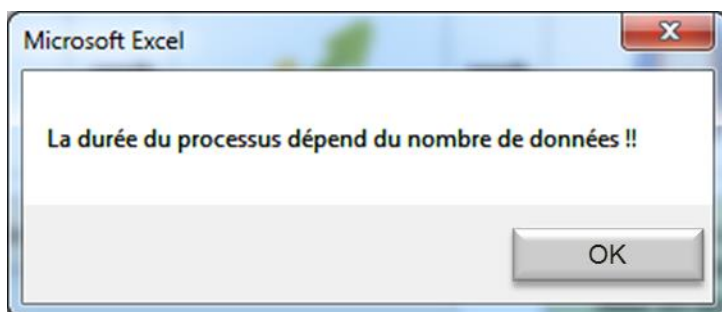 Microsoft Excel
La durée du processus dépend du nombre de données !!
OK